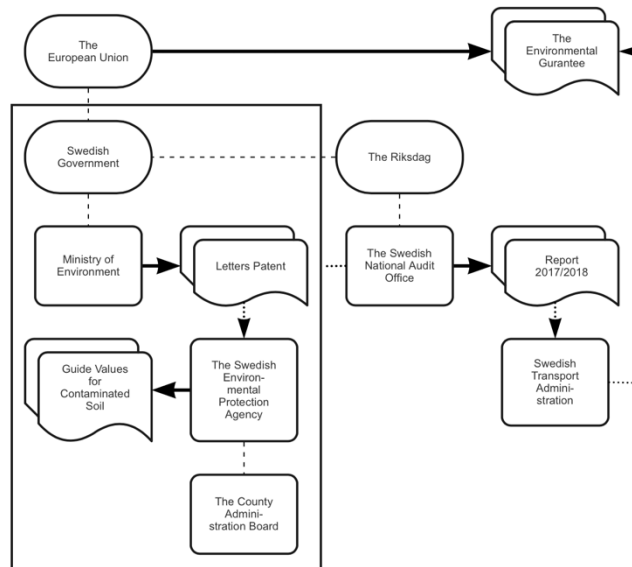 The
European Union
The
Environmental
Gurantee
Swedish
Government
The Riksdag
Ministry of
Environment
Letters Patent
The Swedish
National Audit
Office
Report
2017/2018
Guide Values
for
Contaminated
Soil
The Swedish
Environ-
mental
Protection
Agency
Swedish
Transport
Admini-
stration
The County
Admini-
stration Board